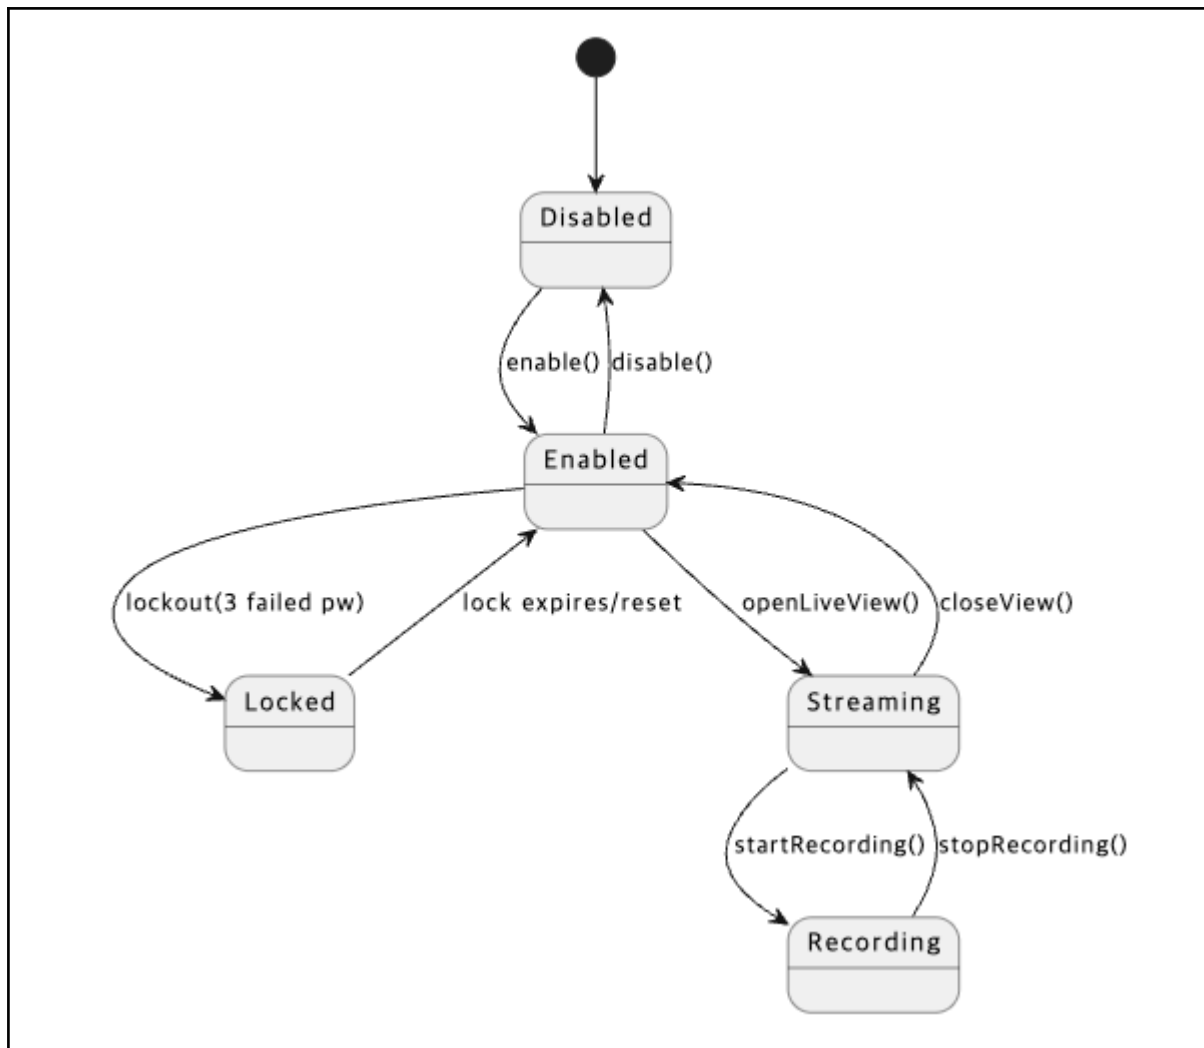 Disabled
enable()
disable()
Enabled
lockout(3 failed pw)
lock expires/reset
openLiveView()
closeView()
Locked
Streaming
startRecording()
stopRecording()
Recording